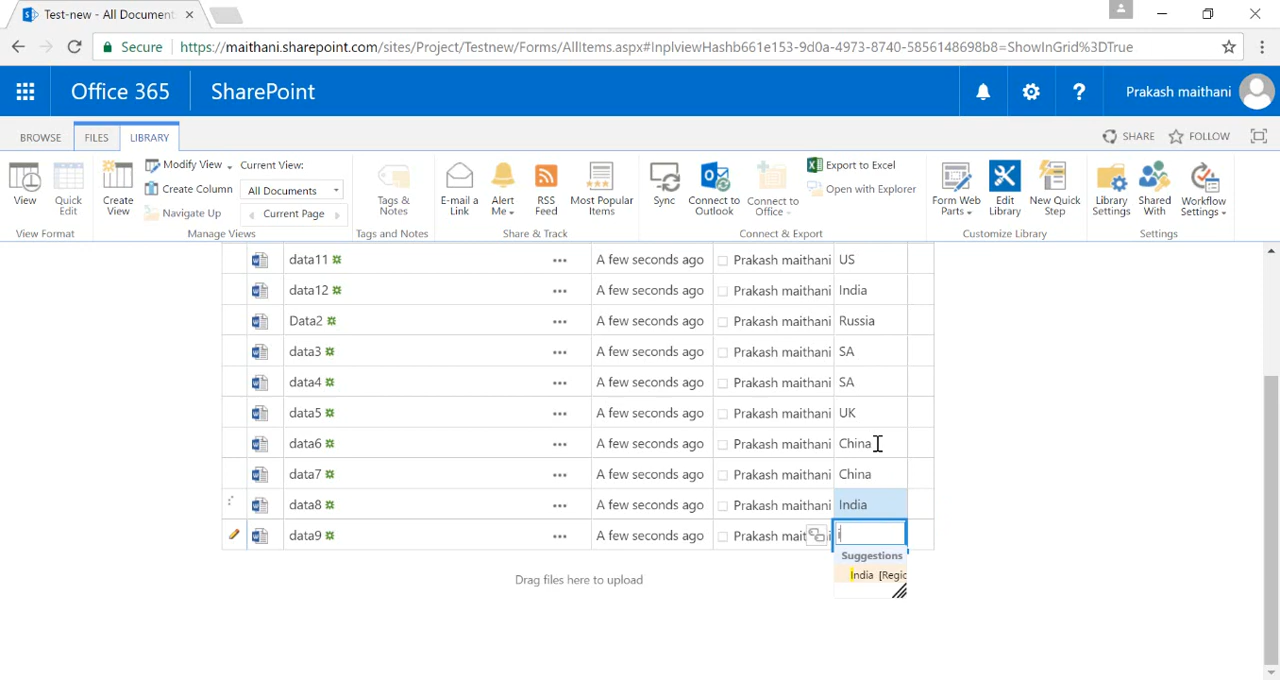 Test-new - All Document
Secure https://maithani.sharepoint.com/sites/Project/Testnew/Forms/AllItems.aspx#InplviewHashb661e153-9d0a-4973-8740-5856148698b8=ShowInGrid%3DTrue
Office 365 SharePoint ? Prakash maithani
BROWSE FILES LIBRARY SHARE FOLLOW
View Quick Edit Create View Modify View Create Column Navigate Up Current View: All Documents Current Page Tags & Notes E-mail a Link Alert Me RSS Feed Most Popular Items Sync Connect to Outlook Connect to Office Export to Excel Open with Explorer Form Web Parts Edit Library New Quick Step Library Settings Shared With Workflow Settings
View Format Manage Views Tags and Notes Share & Track Connect & Export Customize Library Settings
data11 ... A few seconds ago Prakash maithani US
data12 ... A few seconds ago Prakash maithani India
Data2 ... A few seconds ago Prakash maithani Russia
data3 ... A few seconds ago Prakash maithani SA
data4 ... A few seconds ago Prakash maithani SA
data5 ... A few seconds ago Prakash maithani UK
data6 ... A few seconds ago Prakash maithani China
data7 ... A few seconds ago Prakash maithani China
data8 ... A few seconds ago Prakash maithani India
data9 ... A few seconds ago Prakash mait i
Suggestions
India [Regic
Drag files here to upload